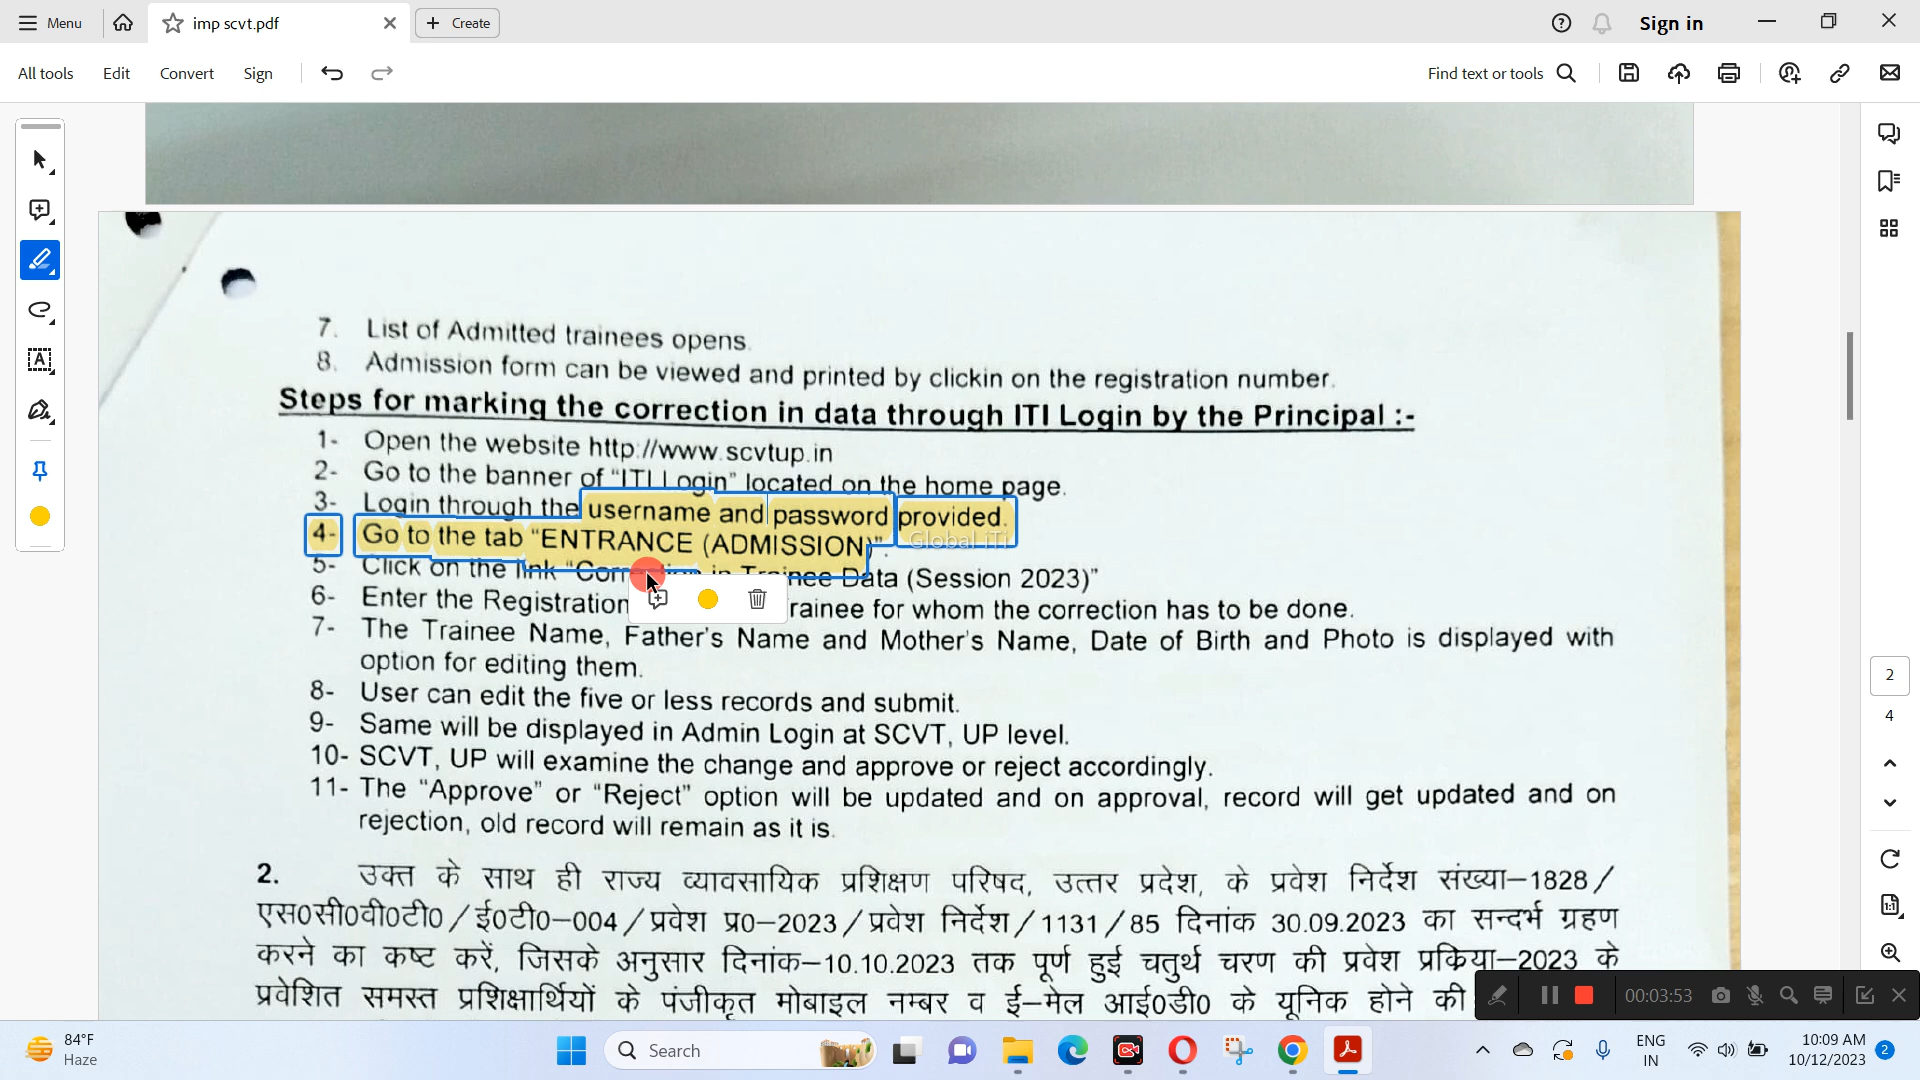 Menu
imp scvt.pdf
Create
Sign in
All tools
Edit
Convert
Sign
Find text or tools
7. List of Admitted trainees opens.
8. Admission form can be viewed and printed by clickin on the registration number.
Steps for marking the correction in data through ITI Login by the Principal :-
1- Open the website http://www.scvtup.in
2- Go to the banner of "ITI Login" located on the home page.
3- Login through the username and password provided.
4- Go to the tab "ENTRANCE (ADMISSION)".
Global iTi
5- Click on the link "Correction in Trainee Data (Session 2023)"
6- Enter the Registration rainee for whom the correction has to be done.
7- The Trainee Name, Father's Name and Mother's Name, Date of Birth and Photo is displayed with
option for editing them.
8- User can edit the five or less records and submit.
9- Same will be displayed in Admin Login at SCVT, UP level.
10- SCVT, UP will examine the change and approve or reject accordingly.
11- The "Approve" or "Reject" option will be updated and on approval, record will get updated and on
rejection, old record will remain as it is.
2. उक्त के साथ ही राज्य व्यावसायिक प्रशिक्षण परिषद, उत्तर प्रदेश, के प्रवेश निर्देश संख्या–1828/
एस0सी0वी0टी0/ई0टी0–004/प्रवेश प्र0–2023/प्रवेश निर्देश/1131/85 दिनांक 30.09.2023 का सन्दर्भ ग्रहण
करने का कष्ट करें, जिसके अनुसार दिनांक–10.10.2023 तक पूर्ण हुई चतुर्थ चरण की प्रवेश प्रक्रिया–2023 के
प्रवेशित समस्त प्रशिक्षार्थियों के पंजीकृत मोबाइल नम्बर व ई–मेल आई0डी0 के यूनिक होने की
2
4
00:03:53
84°F
Haze
Search
ENG
IN
10:09 AM
10/12/2023
2